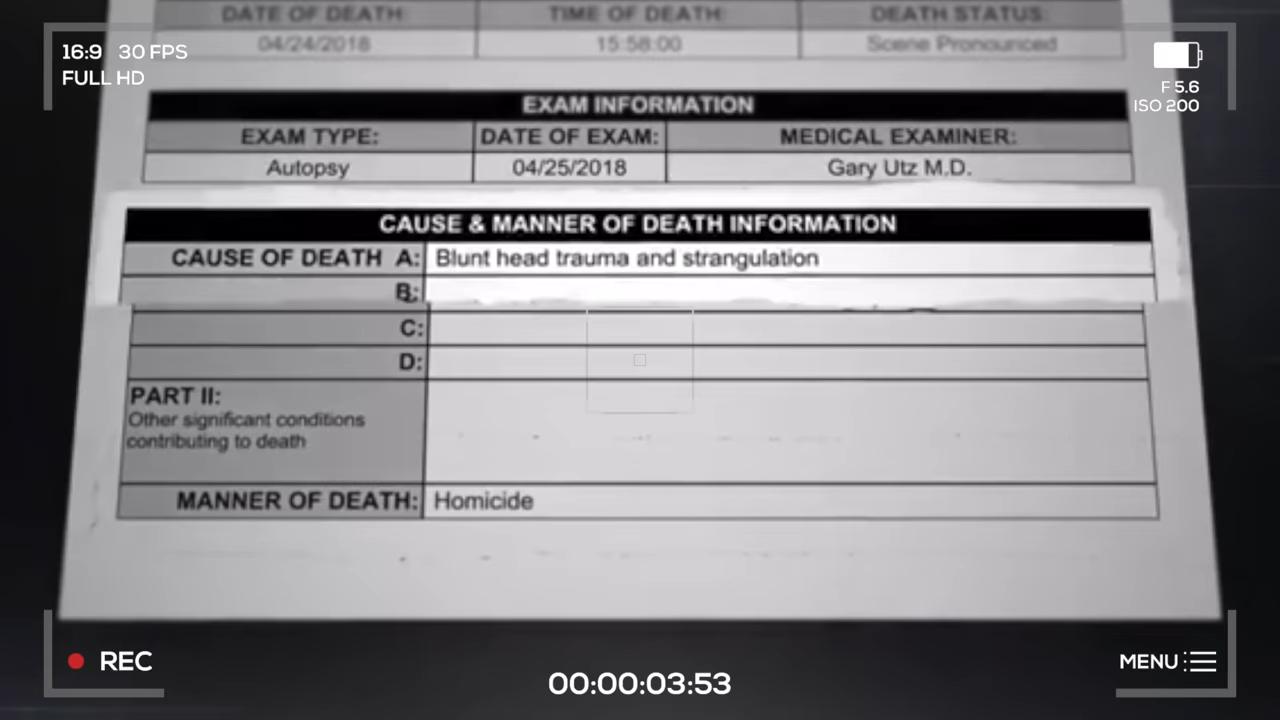 DATE OF DEATH: TIME OF DEATH: DEATH STATUS:
04/24/2018 15:58:00 Scene Pronounced
16:9 30 FPS
FULL HD
F 5.6
ISO 200
EXAM INFORMATION
EXAM TYPE: DATE OF EXAM: MEDICAL EXAMINER:
Autopsy 04/25/2018 Gary Utz M.D.
CAUSE & MANNER OF DEATH INFORMATION
CAUSE OF DEATH A: Blunt head trauma and strangulation
B:
C:
D:
PART II:
Other significant conditions
contributing to death
MANNER OF DEATH: Homicide
REC
00:00:03:53
MENU